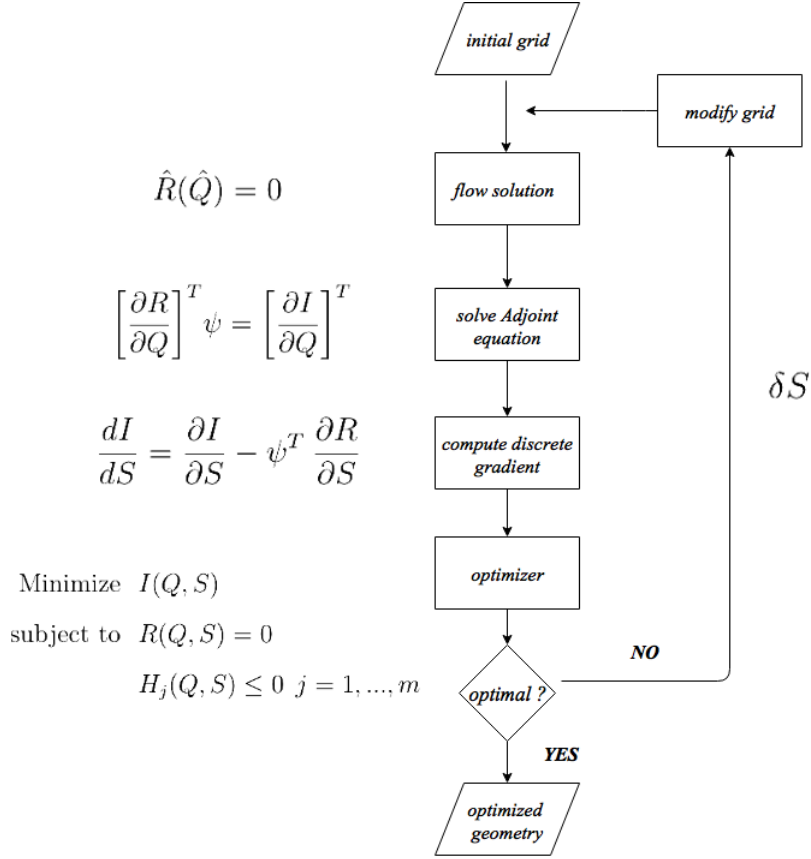 initial grid
modify grid
R̂(Q̂) = 0
flow solution
[∂R/∂Q]^T ψ = [∂I/∂Q]^T
solve Adjoint
equation
δS
dI/dS = ∂I/∂S − ψ^T ∂R/∂S
compute discrete
gradient
optimizer
Minimize I(Q, S)
subject to R(Q, S) = 0
H_j(Q, S) ≤ 0 j = 1, ..., m
NO
optimal ?
YES
optimized
geometry